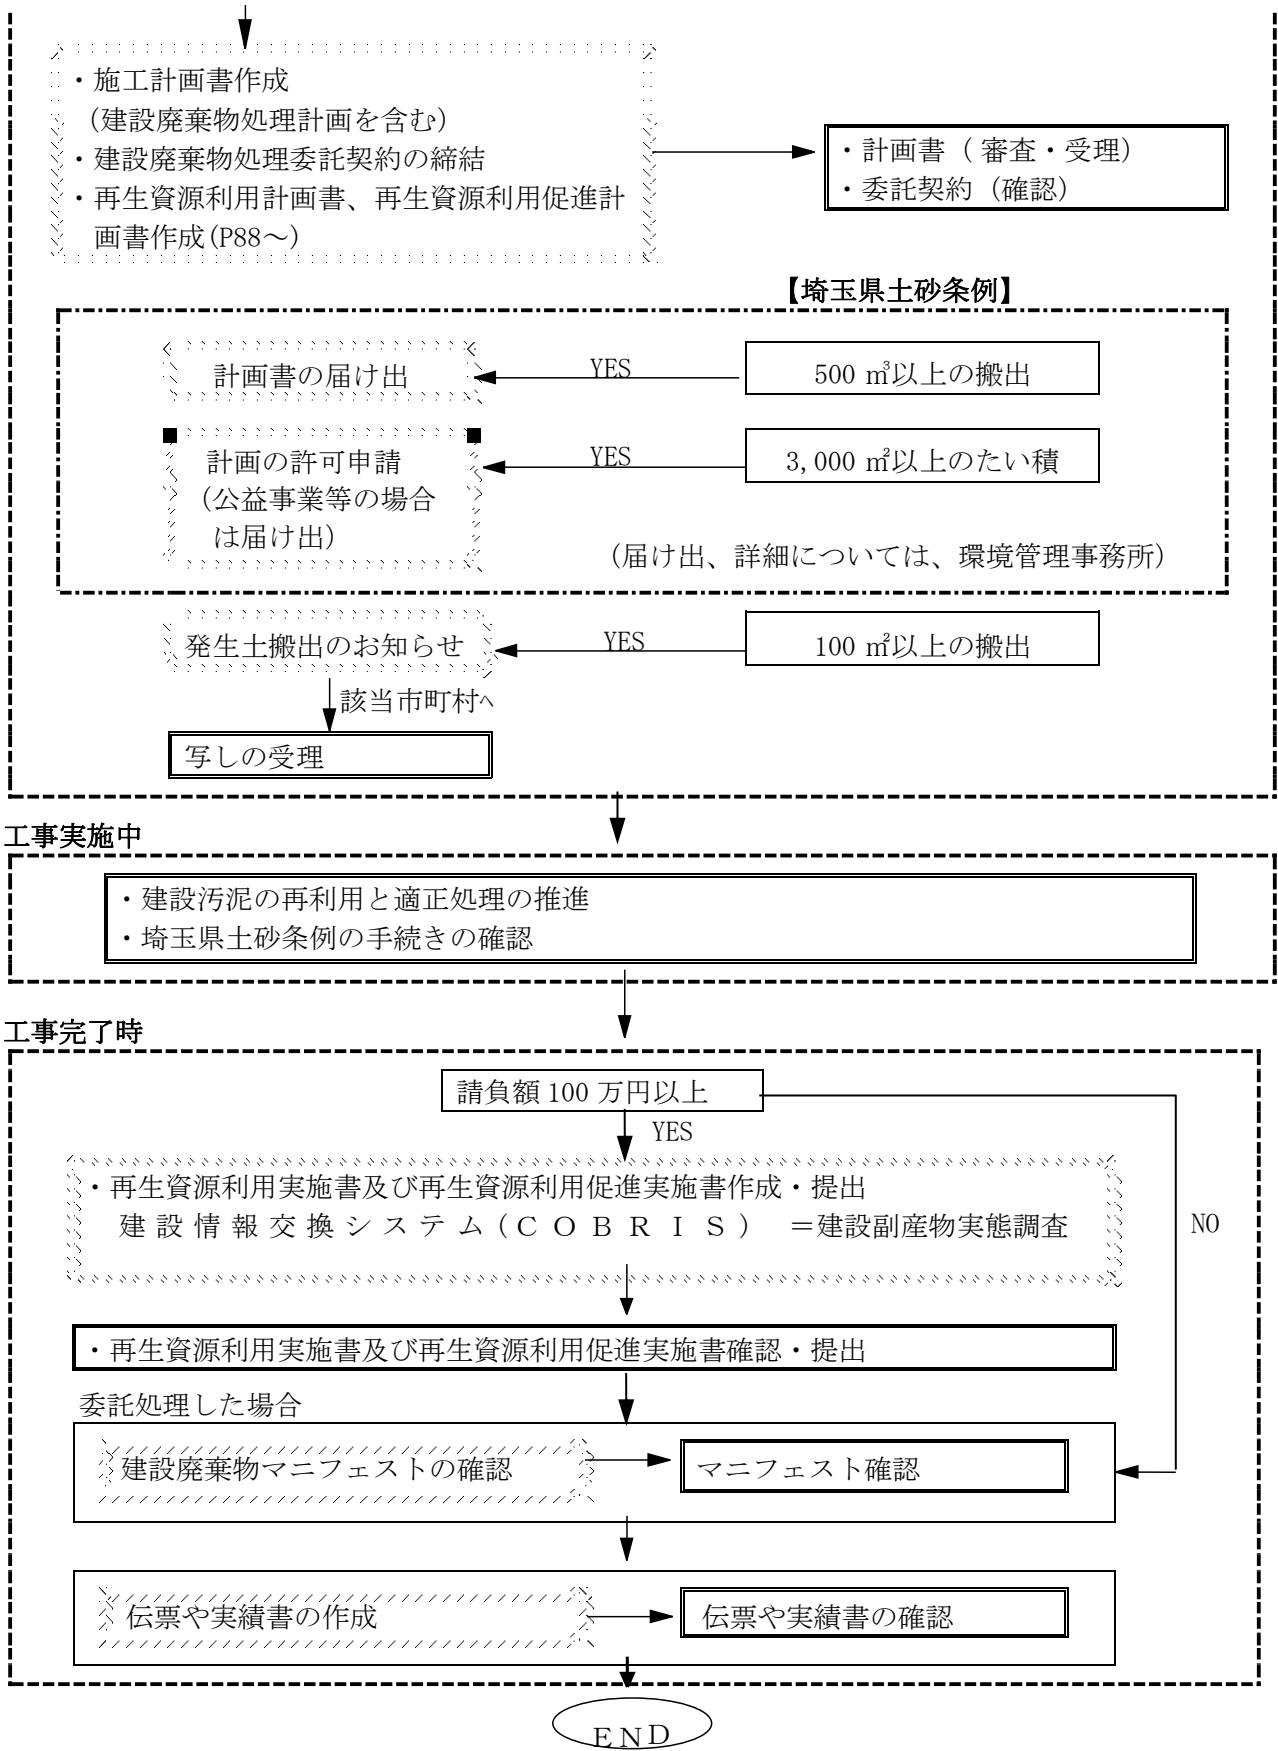 ・施工計画書作成
(建設廃棄物処理計画を含む)
・建設廃棄物処理委託契約の締結
・再生資源利用計画書、再生資源利用促進計
画書作成(P88～)
・計画書（審査・受理）
・委託契約（確認）
【埼玉県土砂条例】
計画書の届け出
YES
500 ㎥以上の搬出
計画の許可申請
（公益事業等の場合
は届け出）
YES
3,000 ㎡以上のたい積
（届け出、詳細については、環境管理事務所）
発生土搬出のお知らせ
YES
100 ㎡以上の搬出
該当市町村へ
写しの受理
工事実施中
・建設汚泥の再利用と適正処理の推進
・埼玉県土砂条例の手続きの確認
工事完了時
請負額 100 万円以上
YES
・再生資源利用実施書及び再生資源利用促進実施書作成・提出
建設情報交換システム(ＣＯＢＲＩＳ) ＝建設副産物実態調査
NO
・再生資源利用実施書及び再生資源利用促進実施書確認・提出
委託処理した場合
建設廃棄物マニフェストの確認
マニフェスト確認
伝票や実績書の作成
伝票や実績書の確認
ＥＮＤ